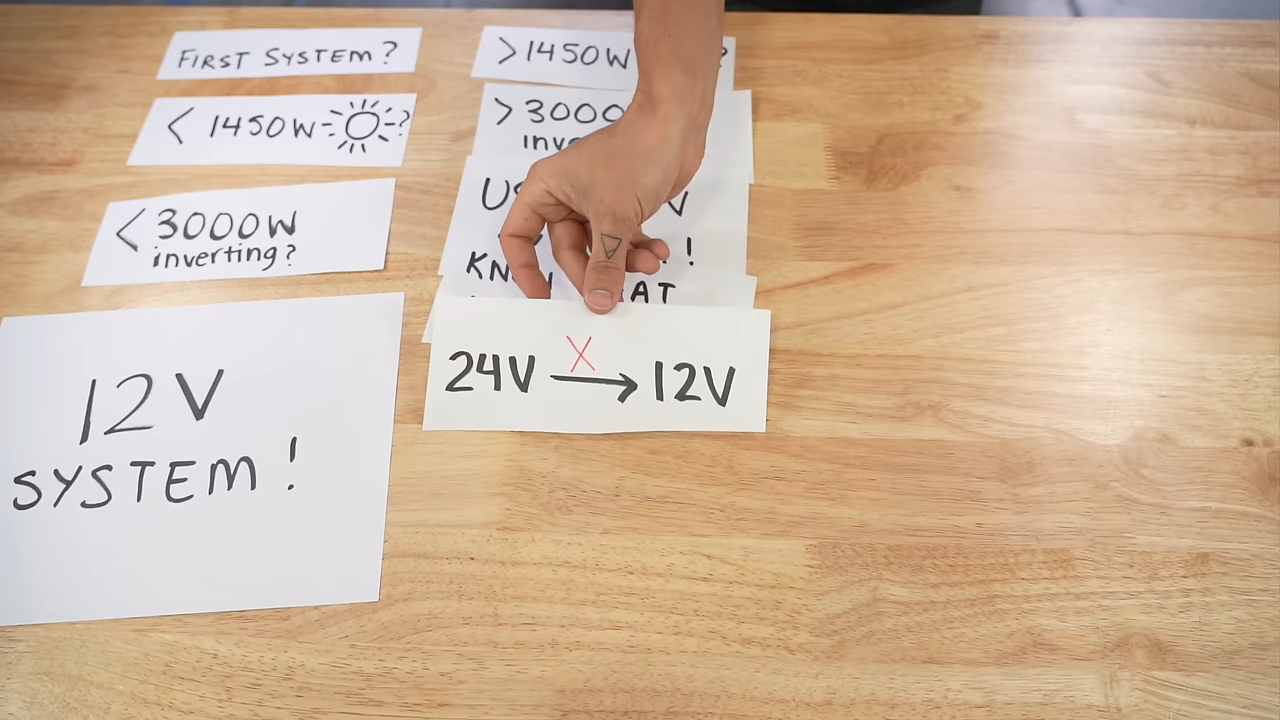 FIRST SYSTEM?
< 1450W ?
< 3000W
inverting?
12V
SYSTEM!
>1450W ?
>3000
!
24V X → 12V